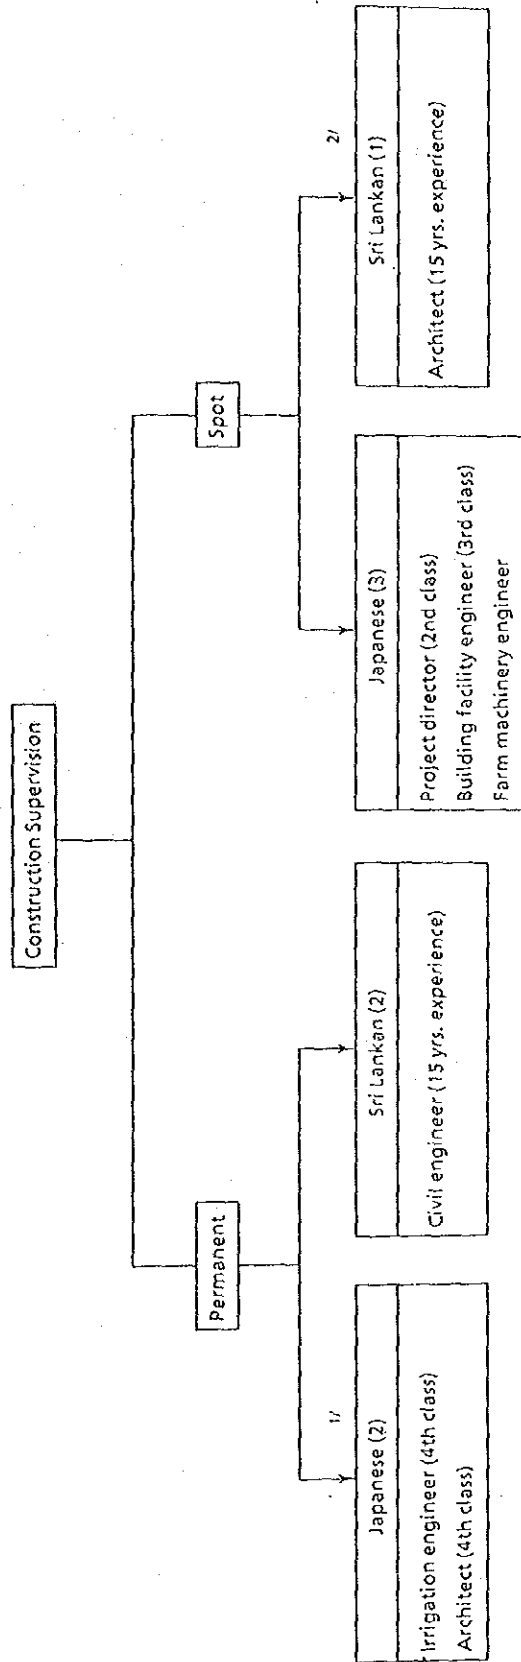 Construction Supervision
Permanent
Spot
1/
2/
Japanese (2)
Irrigation engineer (4th class)
Architect (4th class)
Sri Lankan (2)
Civil engineer (15 yrs. experience)
Japanese (3)
Project director (2nd class)
Building facility engineer (3rd class)
Farm machinery engineer
Sri Lankan (1)
Architect (15 yrs. experience)